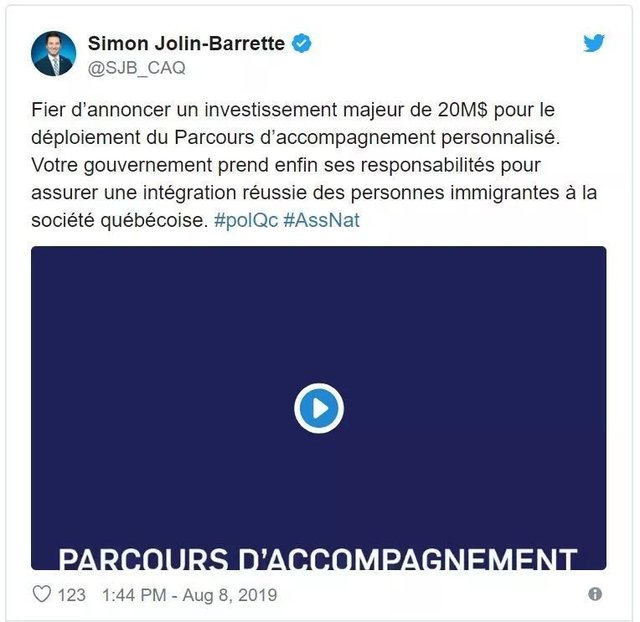 Simon Jolin-Barrette
@SJB_CAQ
Fier d’annoncer un investissement majeur de 20M$ pour le
déploiement du Parcours d’accompagnement personnalisé.
Votre gouvernement prend enfin ses responsabilités pour
assurer une intégration réussie des personnes immigrantes à la
société québécoise. #polQc #AssNat
PARCOURS D’ACCOMPAGNEMENT
123 1:44 PM - Aug 8, 2019